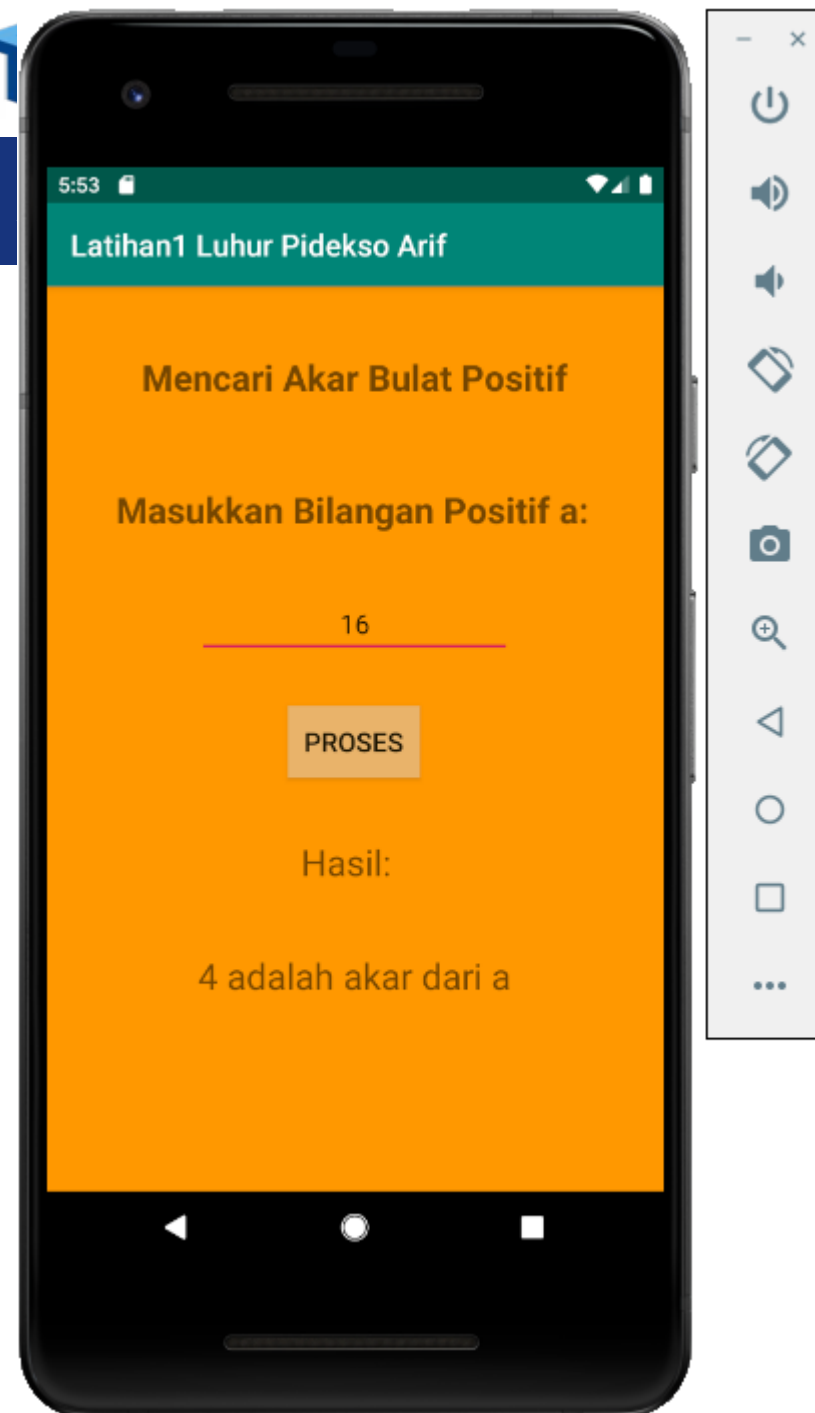 5:53
Latihan1 Luhur Pidekso Arif
Mencari Akar Bulat Positif
Masukkan Bilangan Positif a:
16
PROSES
Hasil:
4 adalah akar dari a